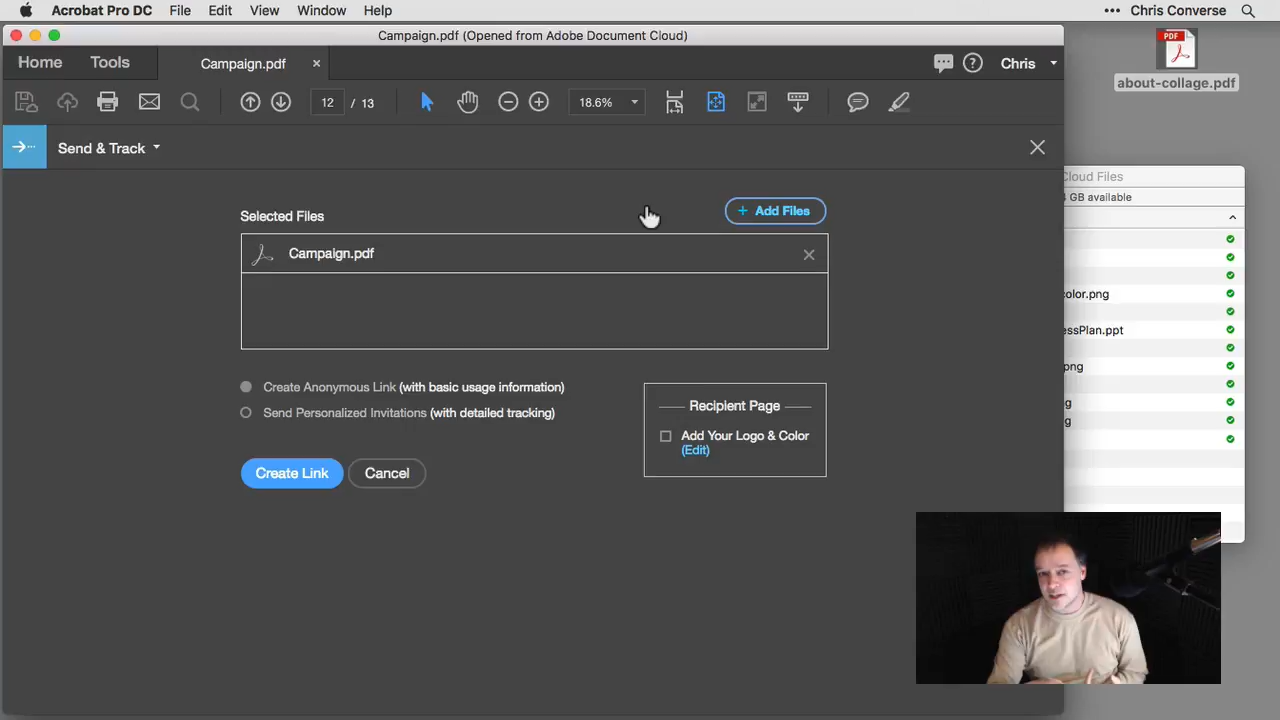 Acrobat Pro DC File Edit View Window Help
••• Chris Converse
Campaign.pdf (Opened from Adobe Document Cloud)
PDF
about-collage.pdf
Home Tools Campaign.pdf × Chris
12 / 13 18.6%
Send & Track
Cloud Files
GB available
Selected Files
+ Add Files
Campaign.pdf
color.png
essPlan.ppt
png
Create Anonymous Link (with basic usage information)
Send Personalized Invitations (with detailed tracking)
Recipient Page
Add Your Logo & Color
(Edit)
Create Link Cancel